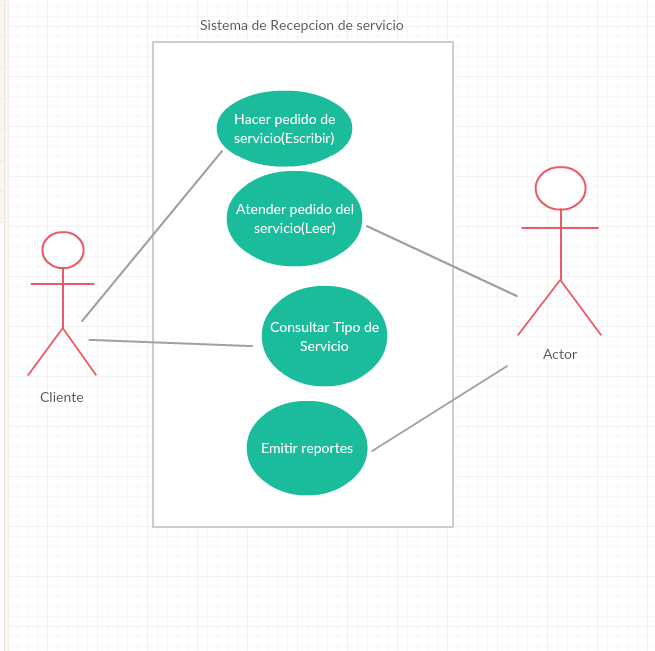 Sistema de Recepcion de servicio
Hacer pedido de
servicio(Escribir)
Atender pedido del
servicio(Leer)
Consultar Tipo de
Servicio
Actor
Cliente
Emitir reportes